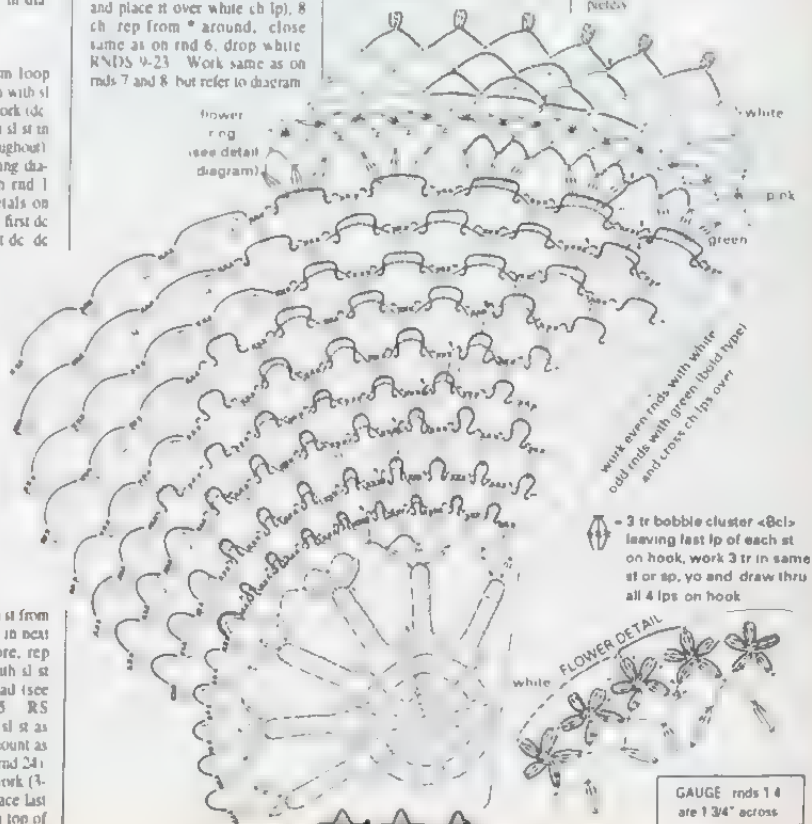 and place it over white ch lp), 8
ch rep from * around, close
same as on rnd 6, drop white
RNDS 9-23 Work same as on
rnds 7 and 8 but refer to diagram
m loop
with sl
ork (dc
sl st in
ughout)
ng dia-
rnd 1
etals on
first dc
t dc dc
flower
ring
(see detail
diagram)
white
pink
green
work even rnds with white
odd rnds with green (bold type)
and cross ch lps over
= 3 tr bobble cluster <Bcl>
leaving last lp of each st
on hook, work 3 tr in same
st or sp, yo and draw thru
all 4 lps on hook
st from
in next
ore, rep
uth sl st
ad (see
5 RS
sl st as
ount as
rnd 24)
ork (3-
ace last
top of
FLOWER DETAIL
white
GAUGE rnds 1 4
are 1 3/4" across